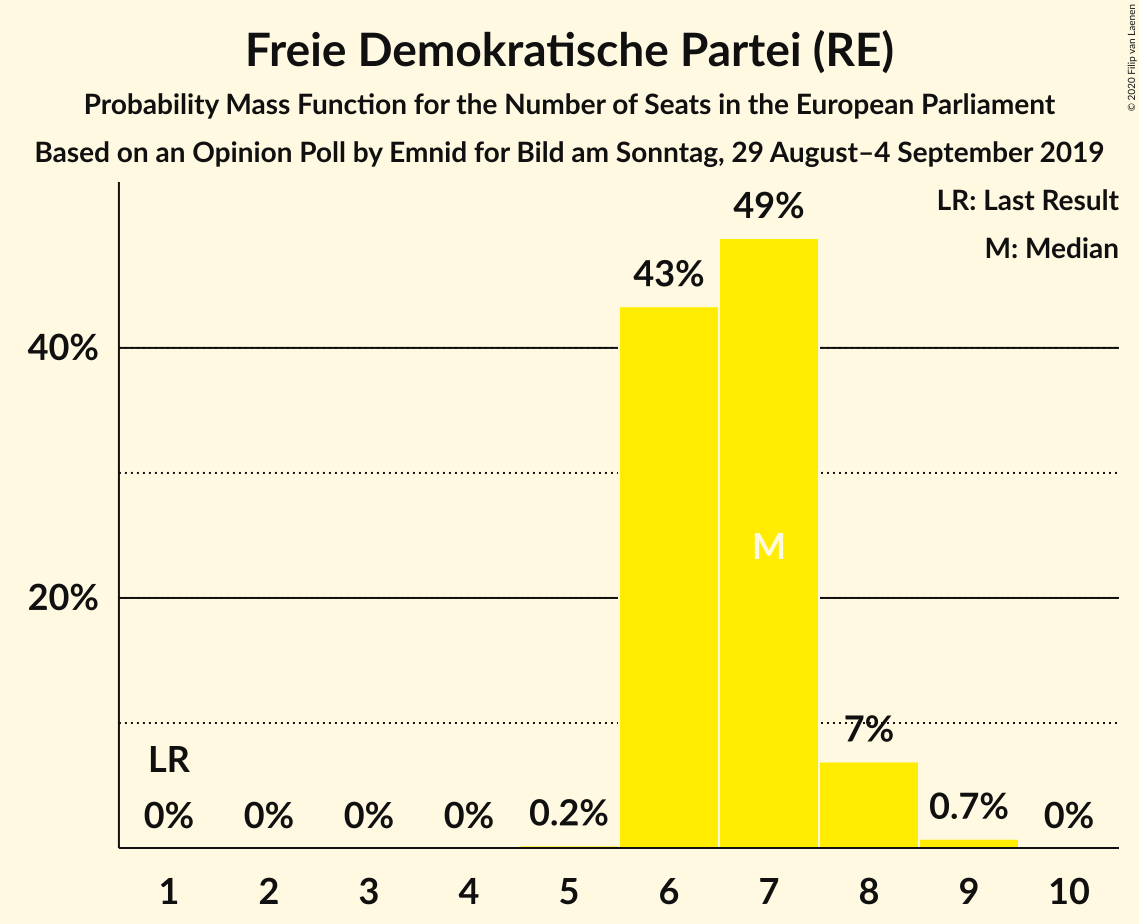 Freie Demokratische Partei (RE)
Probability Mass Function for the Number of Seats in the European Parliament
Based on an Opinion Poll by Emnid for Bild am Sonntag, 29 August–4 September 2019
© 2020 Filip van Laenen
LR: Last Result
M: Median
49%
43%
40%
M
20%
7%
LR
0% 0% 0% 0% 0.2% 0.7% 0%
1 2 3 4 5 6 7 8 9 10